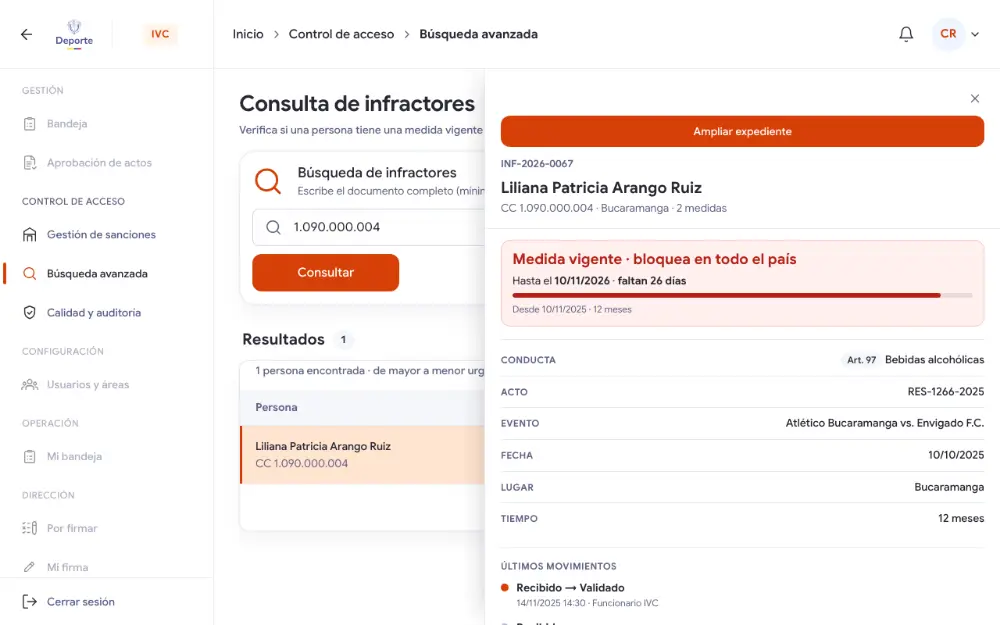 Deporte
IVC
Inicio > Control de acceso > Búsqueda avanzada
CR
GESTIÓN
Bandeja
Aprobación de actos
CONTROL DE ACCESO
Gestión de sanciones
Búsqueda avanzada
Calidad y auditoria
CONFIGURACIÓN
Usuarios y áreas
OPERACIÓN
Mi bandeja
DIRECCIÓN
Por firmar
Mi firma
Cerrar sesión
Consulta de infractores
Verifica si una persona tiene una medida vigente
Búsqueda de infractores
Escribe el documento completo
1.090.000.004
Consultar
Resultados 1
1 persona encontrada · de mayor a menor
Persona
Liliana Patricia Arango Ruiz
CC 1.090.000.004
Ampliar expediente
INF-2026-0067
Liliana Patricia Arango Ruiz
CC 1.090.000.004 · Bucaramanga · 2 medidas
Medida vigente · bloquea en todo el país
Hasta el 10/11/2026 · faltan 26 días
Desde 10/11/2025 · 12 meses
CONDUCTA Art. 97 Bebidas alcohólicas
ACTO RES-1266-2025
EVENTO Atlético Bucaramanga vs. Envigado F.C.
FECHA 10/10/2025
LUGAR Bucaramanga
TIEMPO 12 meses
ÚLTIMOS MOVIMIENTOS
Recibido → Validado
14/11/2025 14:30 · Funcionario IVC